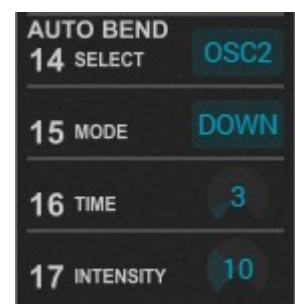 AUTO BEND
14 SELECT OSC2
15 MODE DOWN
16 TIME 3
17 INTENSITY 10